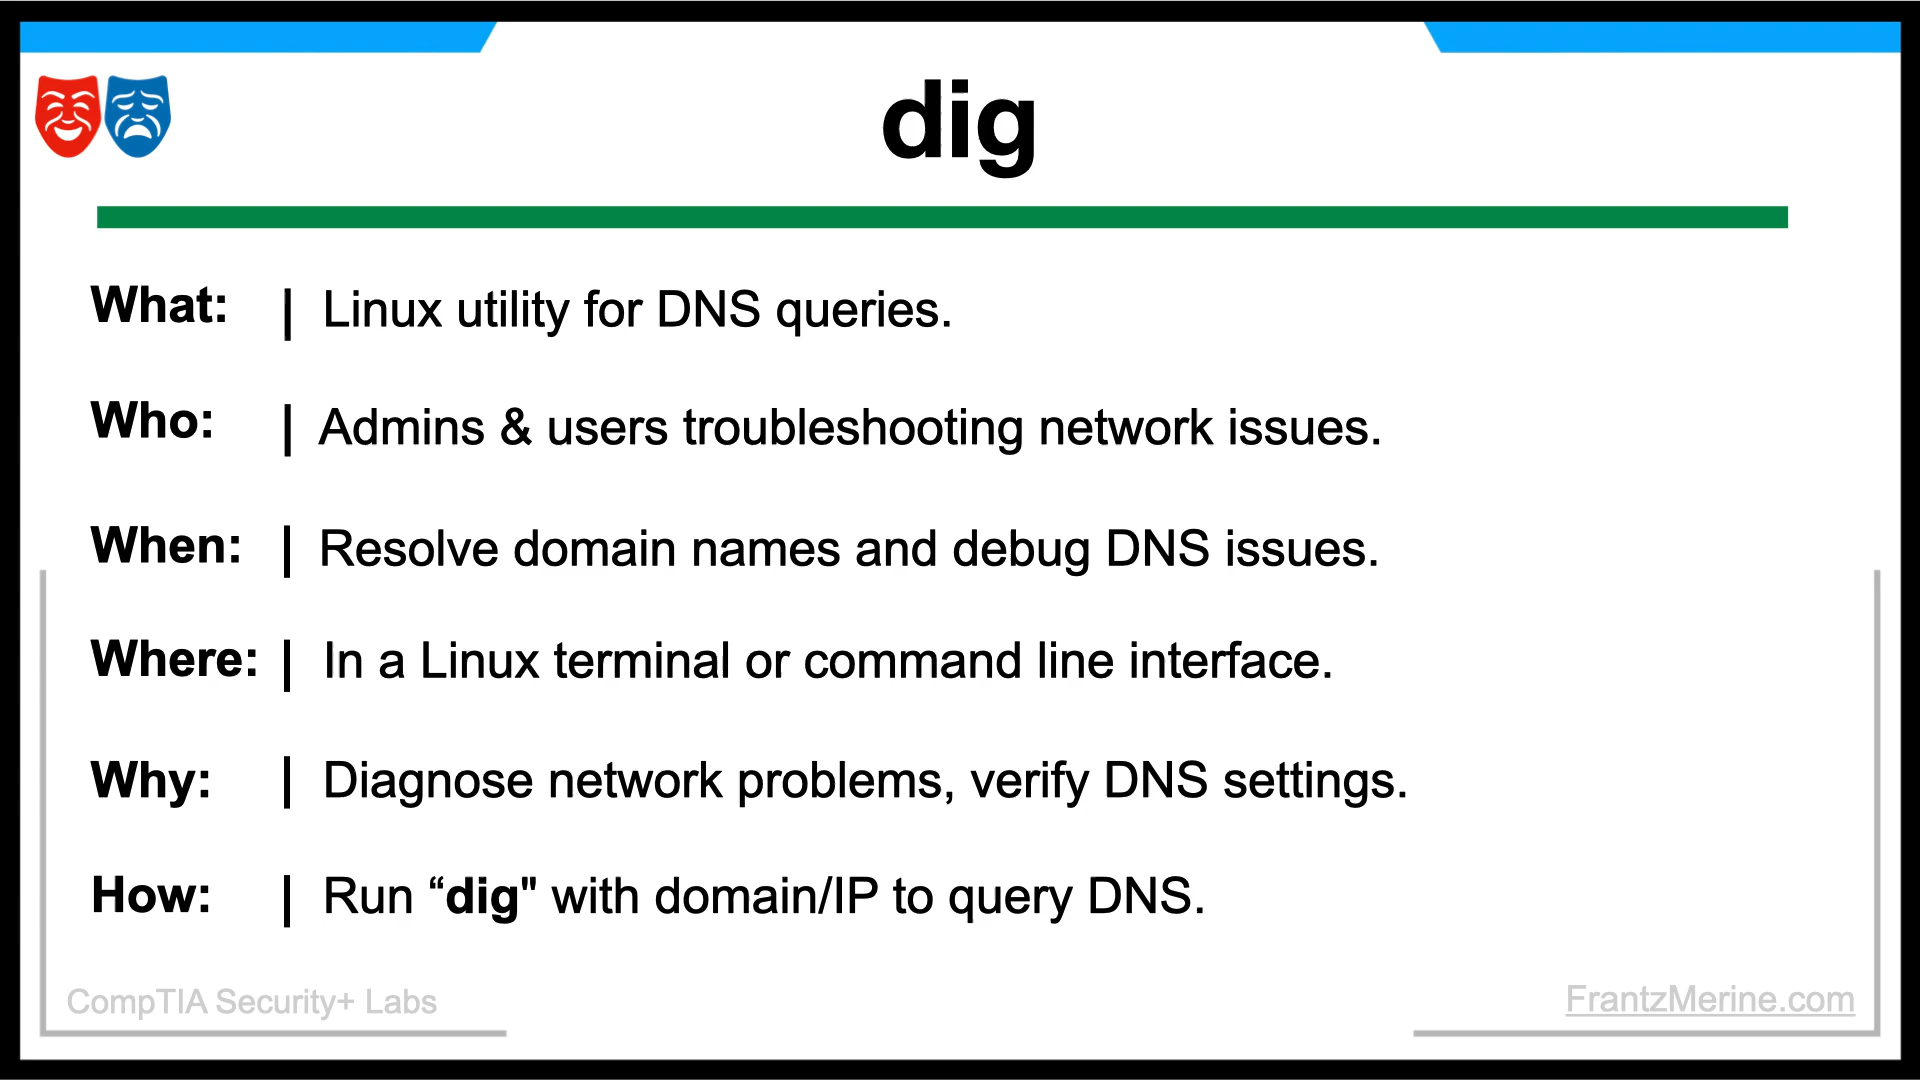 dig
What: | Linux utility for DNS queries.
Who: | Admins & users troubleshooting network issues.
When: | Resolve domain names and debug DNS issues.
Where: | In a Linux terminal or command line interface.
Why: | Diagnose network problems, verify DNS settings.
How: | Run “dig" with domain/IP to query DNS.
CompTIA Security+ Labs
FrantzMerine.com